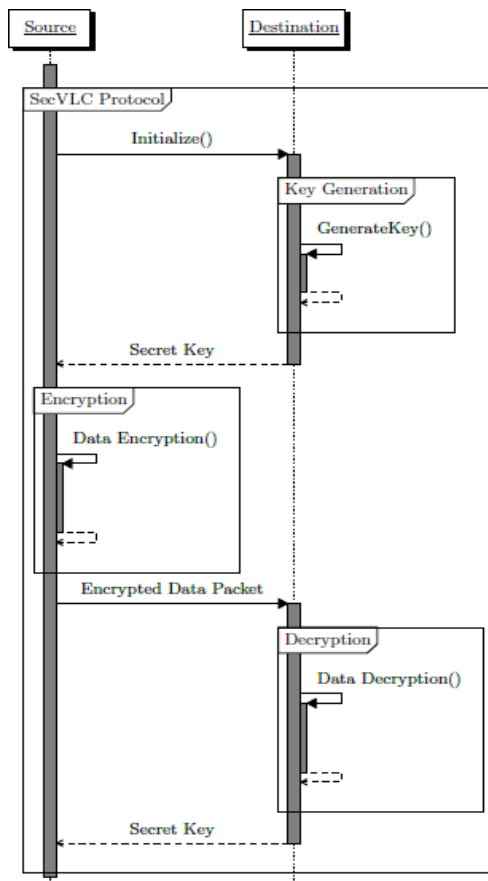 Source
Destination
SecVLC Protocol
Initialize()
Key Generation
GenerateKey()
Secret Key
Encryption
Data Encryption()
Encrypted Data Packet
Decryption
Data Decryption()
Secret Key